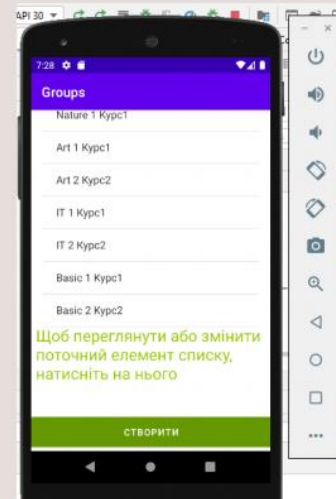 API 30
7:28
Groups
Nature 1 Курс1
Art 1 Курс1
Art 2 Курс2
IT 1 Курс1
IT 2 Курс2
Basic 1 Курс1
Basic 2 Курс2
Щоб переглянути або змінити
поточний елемент списку,
натисніть на нього
СТВОРИТИ